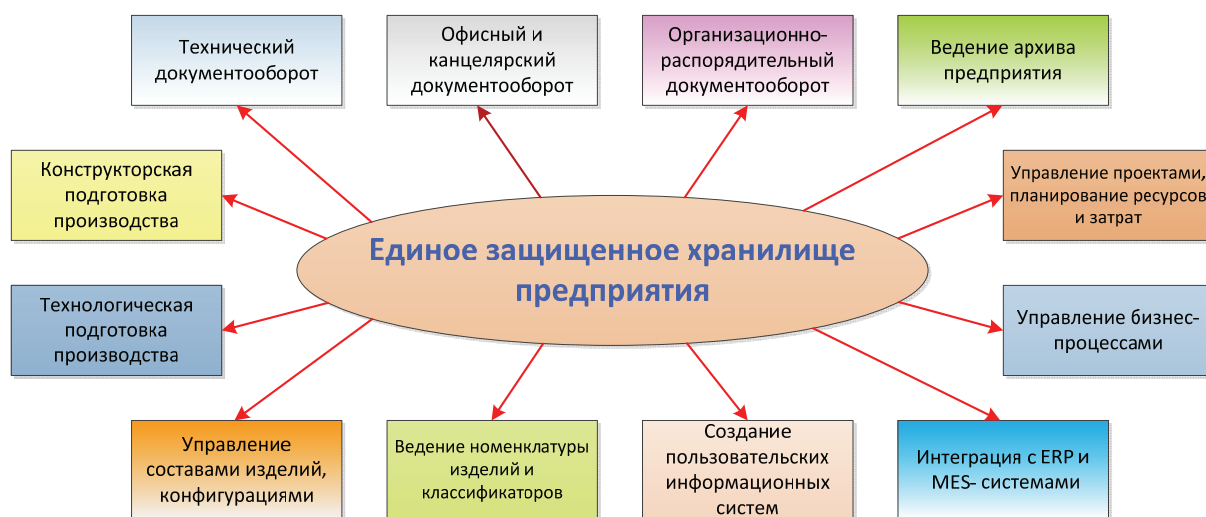 Технический
документооборот
Офисный и
канцелярский
документооборот
Организационно-
распорядительный
документооборот
Ведение архива
предприятия
Конструкторская
подготовка
производства
Управление проектами,
планирование ресурсов
и затрат
Единое защищенное хранилище
предприятия
Технологическая
подготовка
производства
Управление бизнес-
процессами
Управление
составами изделий,
конфигурациями
Ведение номенклатуры
изделий и
классификаторов
Создание
пользовательских
информационных
систем
Интеграция с ERP и
MES- системами